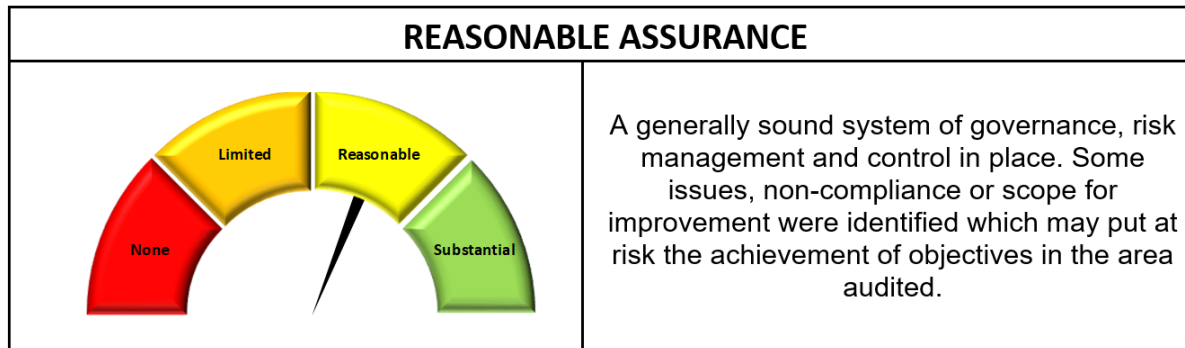 REASONABLE ASSURANCE
Limited
Reasonable
None
Substantial
A generally sound system of governance, risk
management and control in place. Some
issues, non-compliance or scope for
improvement were identified which may put at
risk the achievement of objectives in the area
audited.